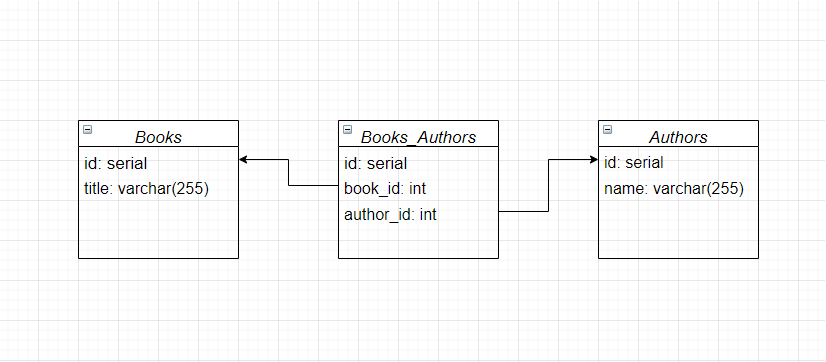 Books
id: serial
title: varchar(255)
Books_Authors
id: serial
book_id: int
author_id: int
Authors
id: serial
name: varchar(255)